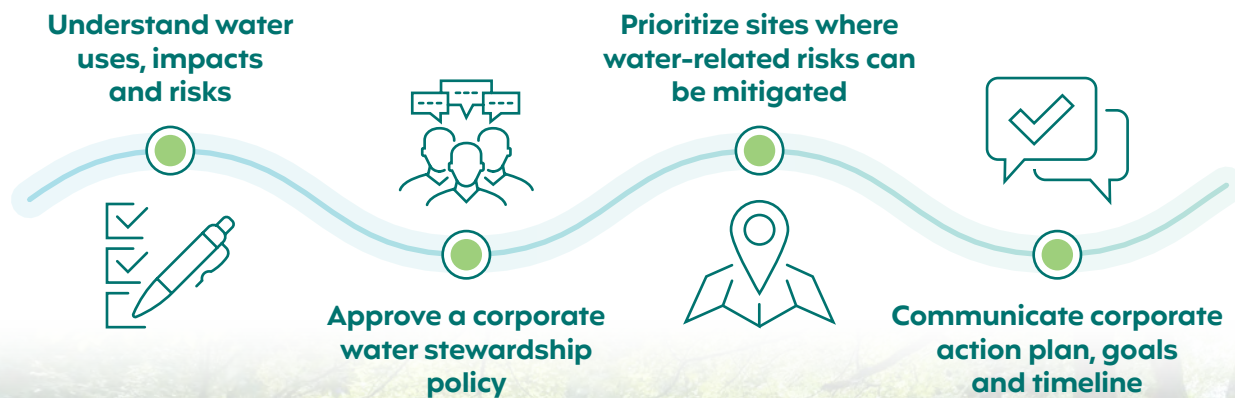 Understand water
uses, impacts
and risks
Approve a corporate
water stewardship
policy
Prioritize sites where
water-related risks can
be mitigated
Communicate corporate
action plan, goals
and timeline